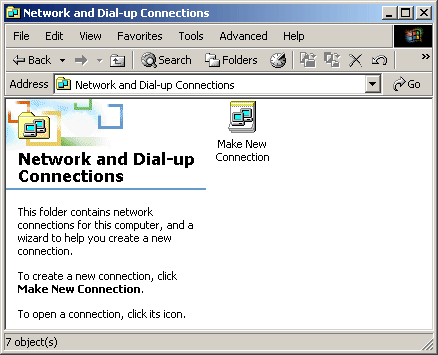 Network and Dial-up Connections
File Edit View Favorites Tools Advanced Help
Back Search Folders »
Address Network and Dial-up Connections Go
Make New
Connection
Network and Dial-up
Connections
This folder contains network
connections for this computer, and a
wizard to help you create a new
connection.
To create a new connection, click
Make New Connection.
To open a connection, click its icon.
7 object(s)